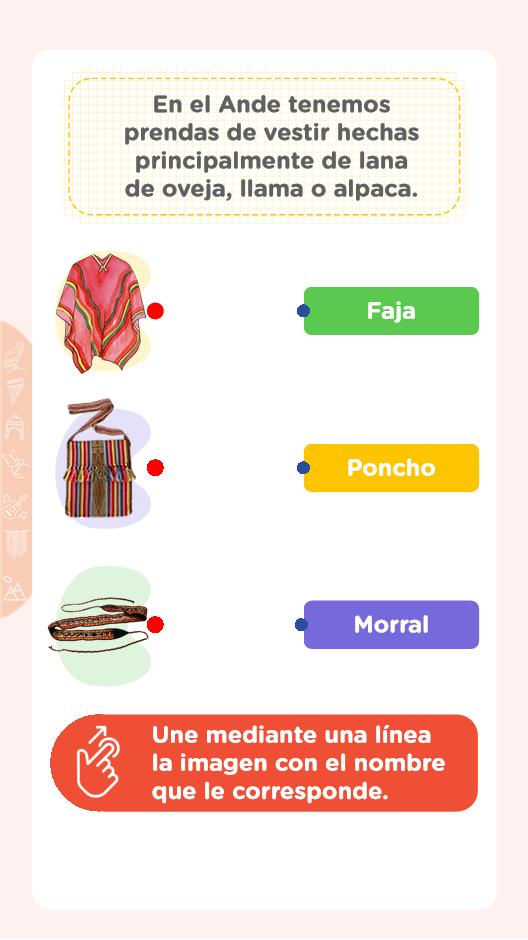 En el Ande tenemos
prendas de vestir hechas
principalmente de lana
de oveja, llama o alpaca.
Faja
Poncho
Morral
Une mediante una línea
la imagen con el nombre
que le corresponde.